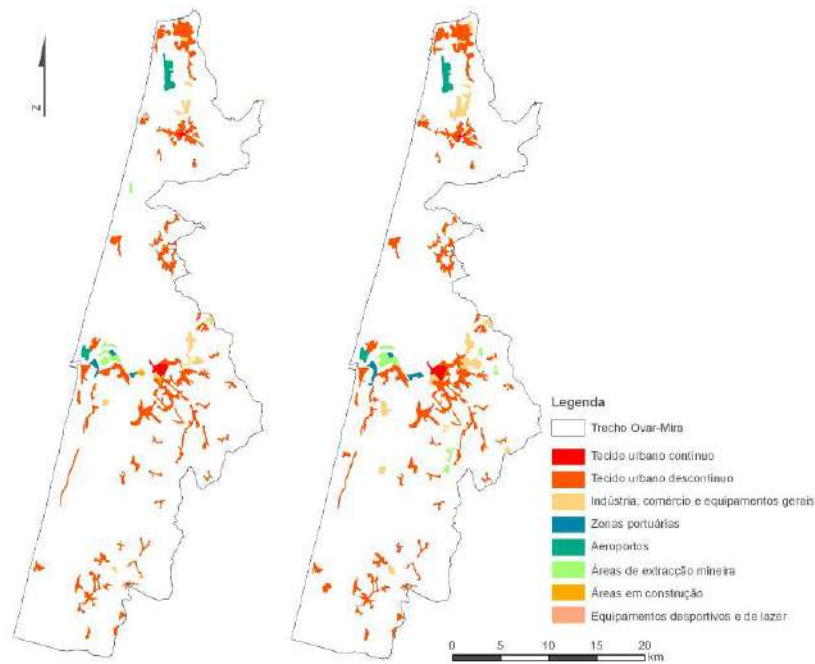 N
Legenda
Trecho Ovar-Mira
Tecido urbano contínuo
Tecido urbano descontínuo
Indústria, comércio e equipamentos gerais
Zonas portuárias
Aeroportos
Áreas de extracção mineira
Áreas em construção
Equipamentos desportivos e de lazer
0 5 10 15 20
km